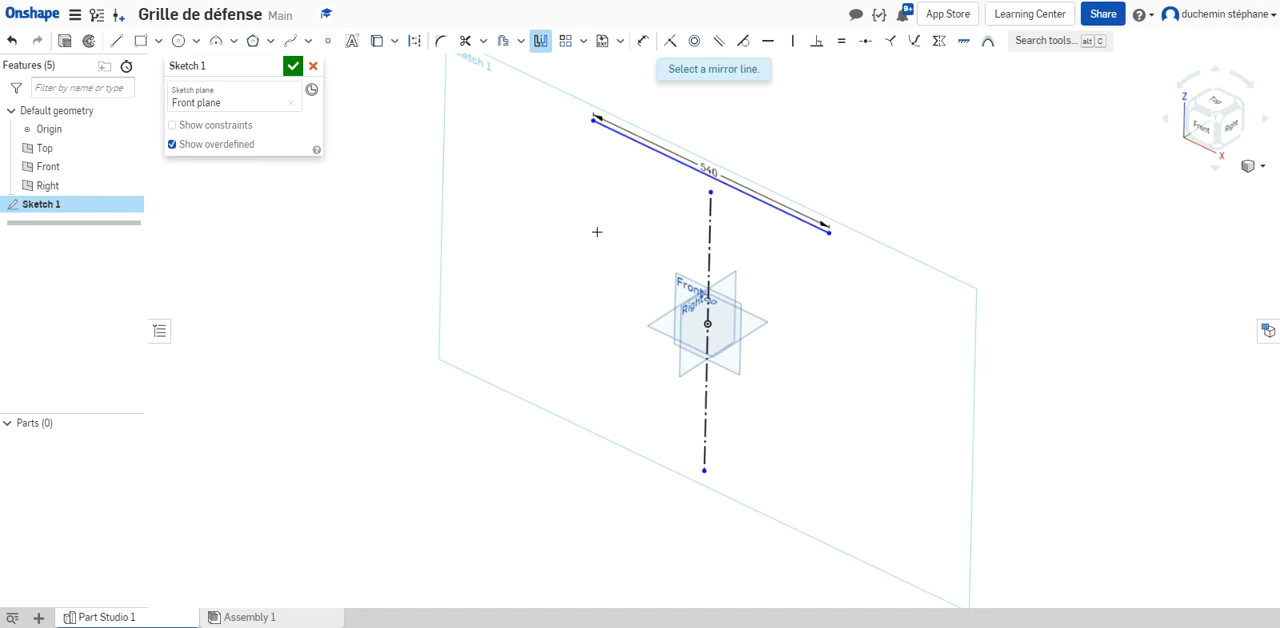 Onshape Grille de défense Main 9+ App Store Learning Center Share duchemin stéphane
Search tools... alt C
Features (5)
Filter by name or type
Default geometry
Origin
Top
Front
Right
Sketch 1
Parts (0)
Sketch 1
Sketch plane
Front plane
Show constraints
Show overdefined
Sketch 1
Select a mirror line.
540
Front
Right
Z
Top
Front
Right
X
Part Studio 1 Assembly 1